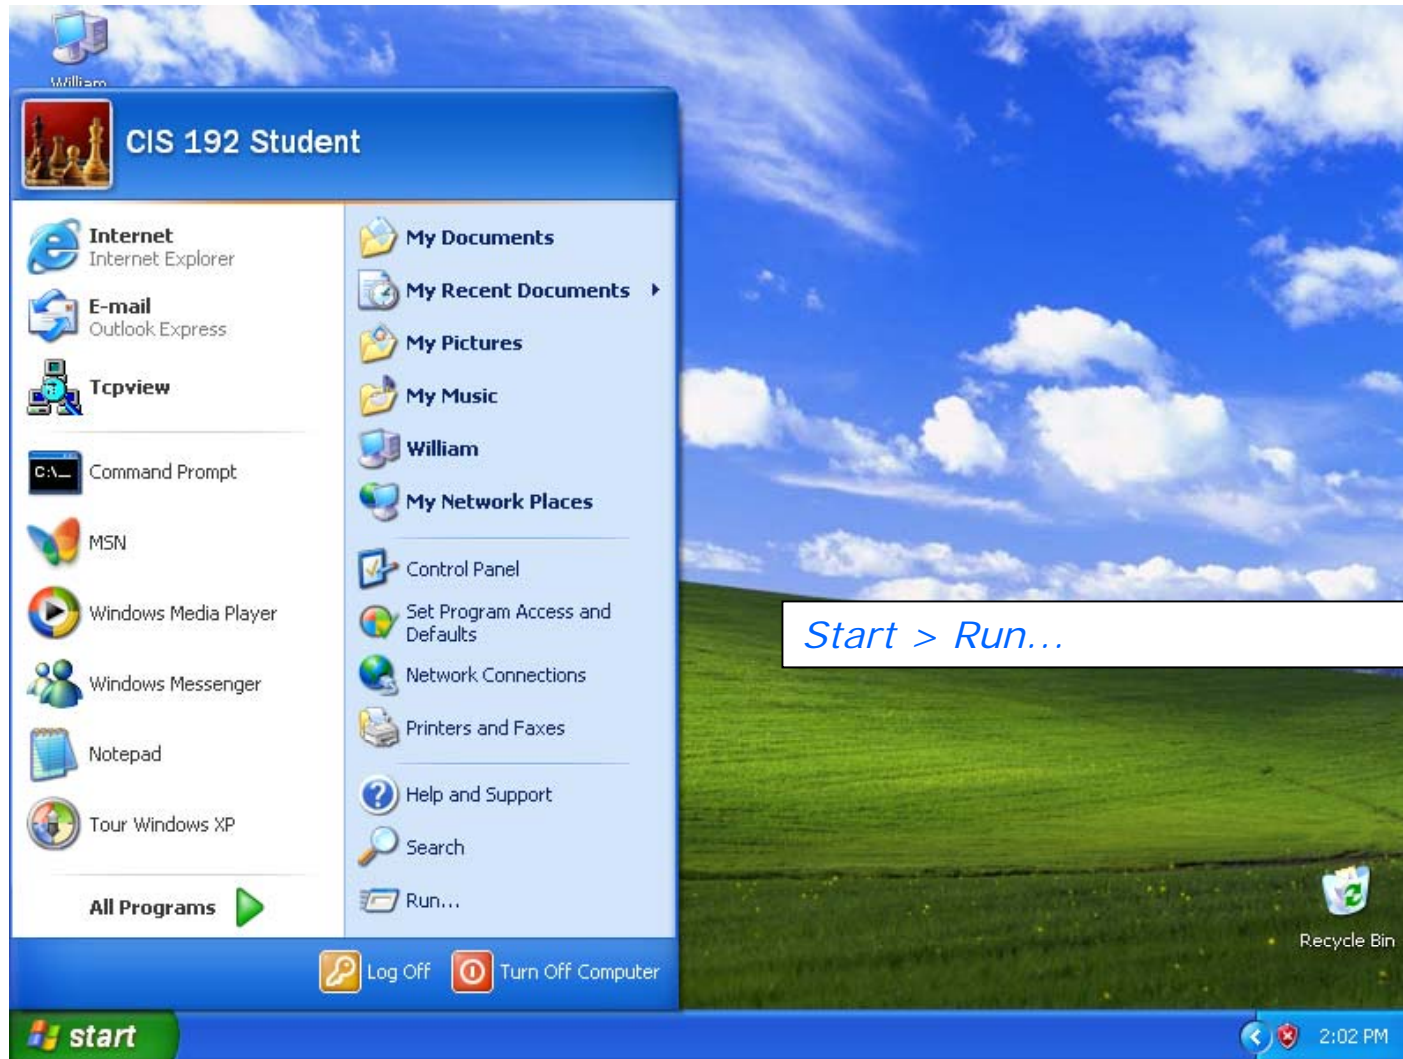 William
CIS 192 Student
Internet
Internet Explorer
E-mail
Outlook Express
Tcpview
Command Prompt
MSN
Windows Media Player
Windows Messenger
Notepad
Tour Windows XP
All Programs
My Documents
My Recent Documents
My Pictures
My Music
William
My Network Places
Control Panel
Set Program Access and
Defaults
Network Connections
Printers and Faxes
Help and Support
Search
Run...
Log Off
Turn Off Computer
Start > Run...
Recycle Bin
start
2:02 PM
C:\_